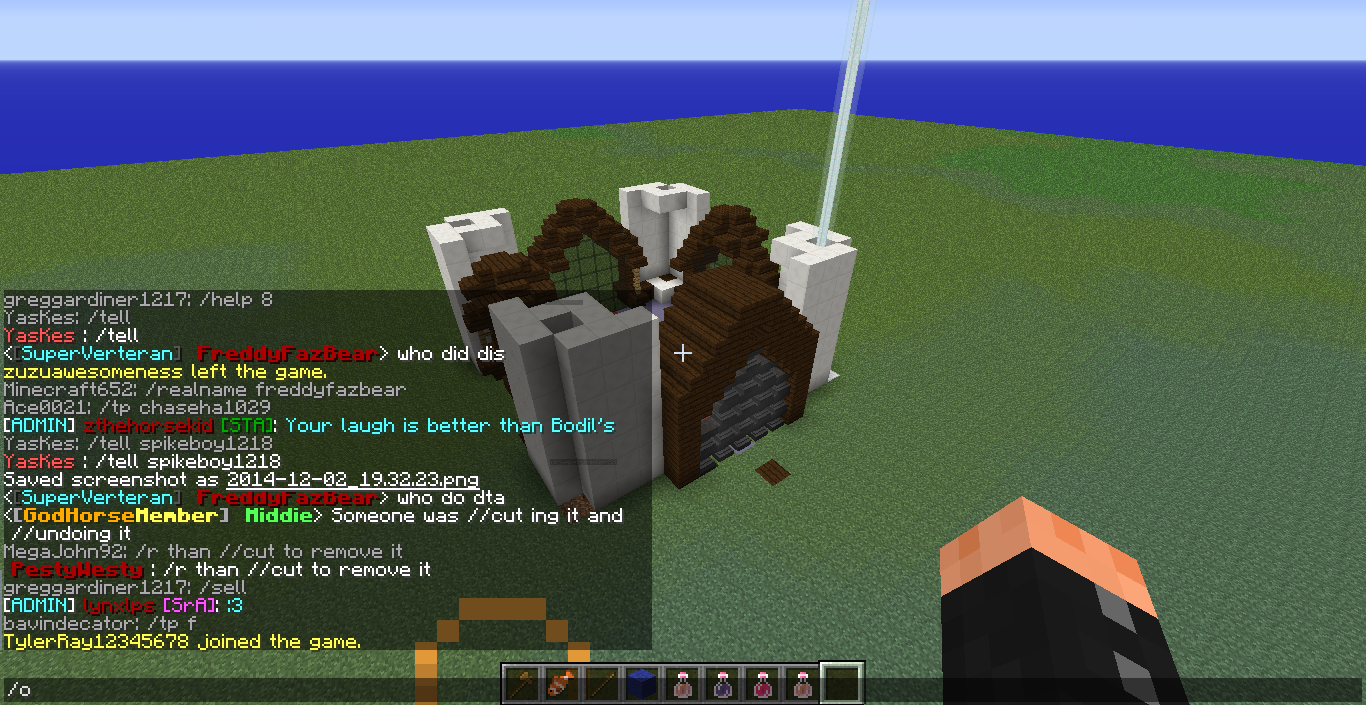 greggardiner1217: /help 8
YasKes: /tell
YasKes : /tell
<[SuperVerteran] FreddyFazBear> who did dis
zuzuawesomeness left the game.
Minecraft652: /realname freddyfazbear
Ace0021: /tp chaseha1029
[ADMIN] zthehorsekid [STA]: Your laugh is better than Bodil's
YasKes: /tell spikeboy1218
YasKes : /tell spikeboy1218
Saved screenshot as 2014-12-02_19.32.23.png
<[SuperVerteran] FreddyFazBear> who do dta
<[GodHorseMember] Middie> Someone was //cut ing it and
//undoing it
MegaJohn92: /r than //cut to remove it
PestyWesty : /r than //cut to remove it
greggardiner1217: /sell
[ADMIN] lynxlps [SrA]: :3
bavindecator: /tp f
TylerRay12345678 joined the game.
/o